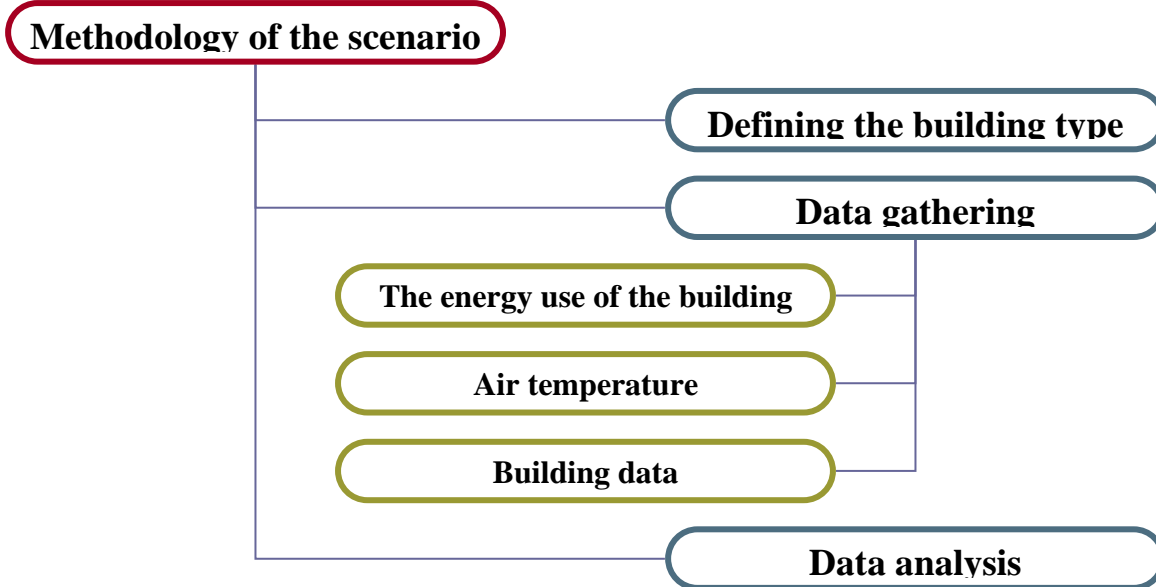 Methodology of the scenario
Defining the building type
Data gathering
The energy use of the building
Air temperature
Building data
Data analysis